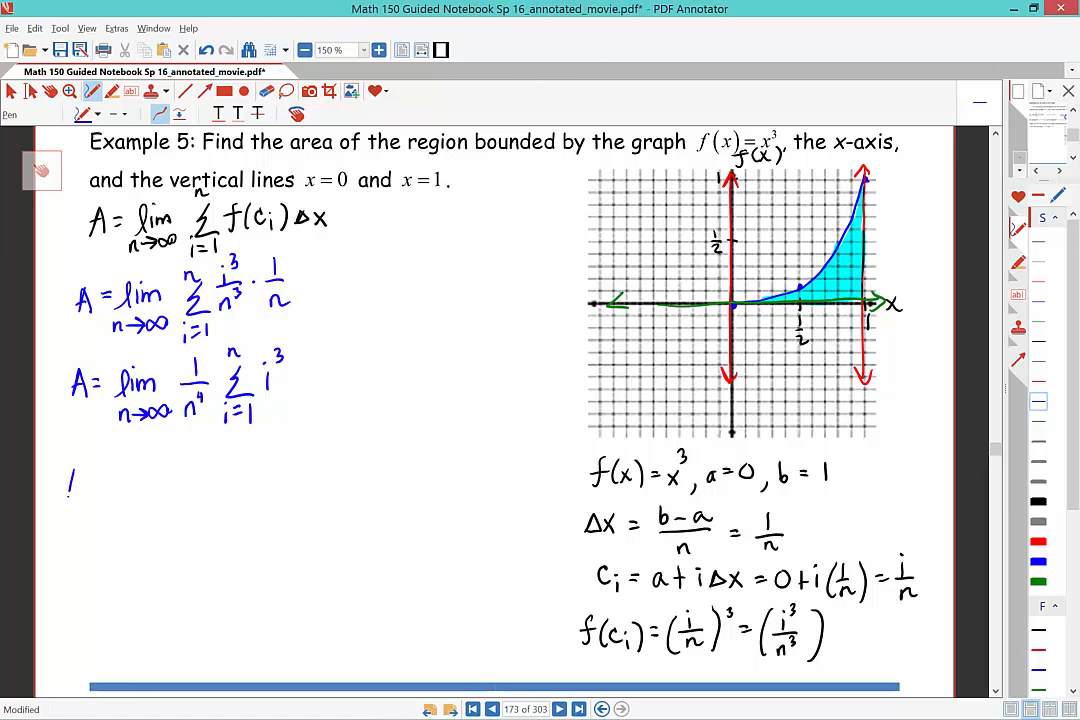 Math 150 Guided Notebook Sp 16_annotated_movie.pdf* - PDF Annotator
File Edit Tool View Extras Window Help
150 %
Math 150 Guided Notebook Sp 16_annotated_movie.pdf*
Pen
Example 5: Find the area of the region bounded by the graph f(x)=x³, the x-axis,
and the vertical lines x=0 and x=1.
A = lim n→∞ Σ i=1 n f(cᵢ) Δx
A = lim n→∞ Σ i=1 n i³/n³ · 1/n
A = lim n→∞ 1/n⁴ Σ i=1 n i³
f(x)
1
1/2
x
1/2
1
f(x) = x³, a=0, b = 1
Δx = b-a/n = 1/n
cᵢ = a+iΔx = 0+i(1/n) = i/n
f(cᵢ) = (i/n)³ = (i³/n³)
S
F
Modified
173 of 303